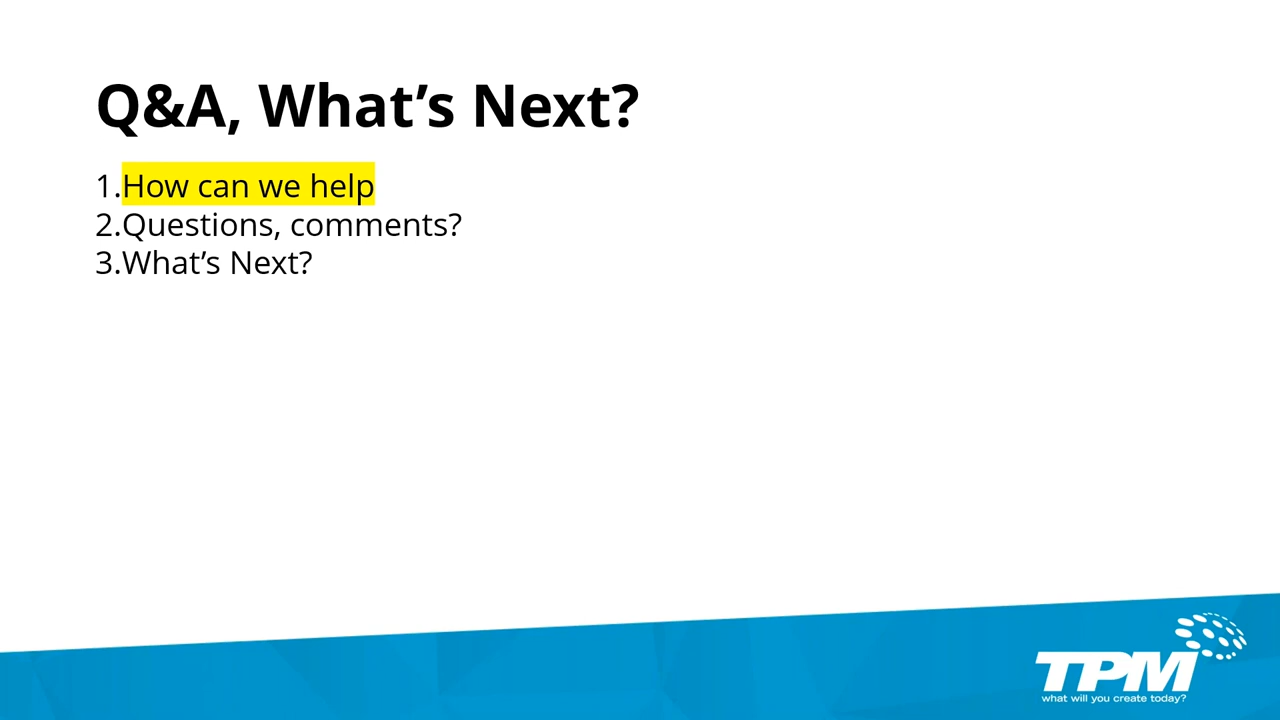 Q&A, What’s Next?
1.How can we help
2.Questions, comments?
3.What’s Next?
TPM
what will you create today?